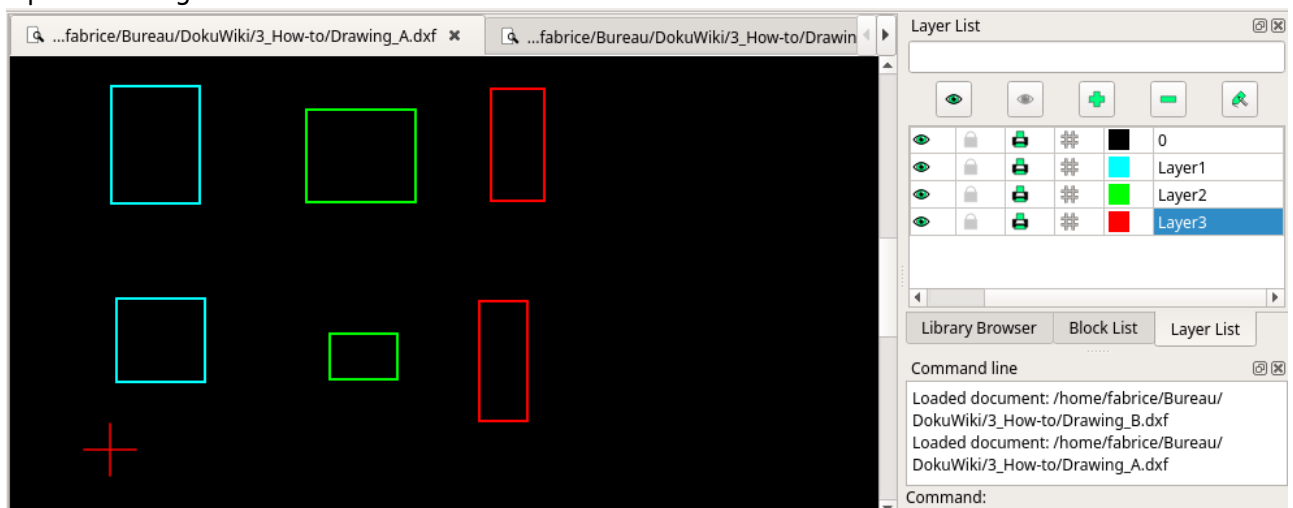 ...fabrice/Bureau/DokuWiki/3_How-to/Drawing_A.dxf
...fabrice/Bureau/DokuWiki/3_How-to/Drawin
Layer List
0
Layer1
Layer2
Layer3
Library Browser
Block List
Layer List
Command line
Loaded document: /home/fabrice/Bureau/
DokuWiki/3_How-to/Drawing_B.dxf
Loaded document: /home/fabrice/Bureau/
DokuWiki/3_How-to/Drawing_A.dxf
Command: